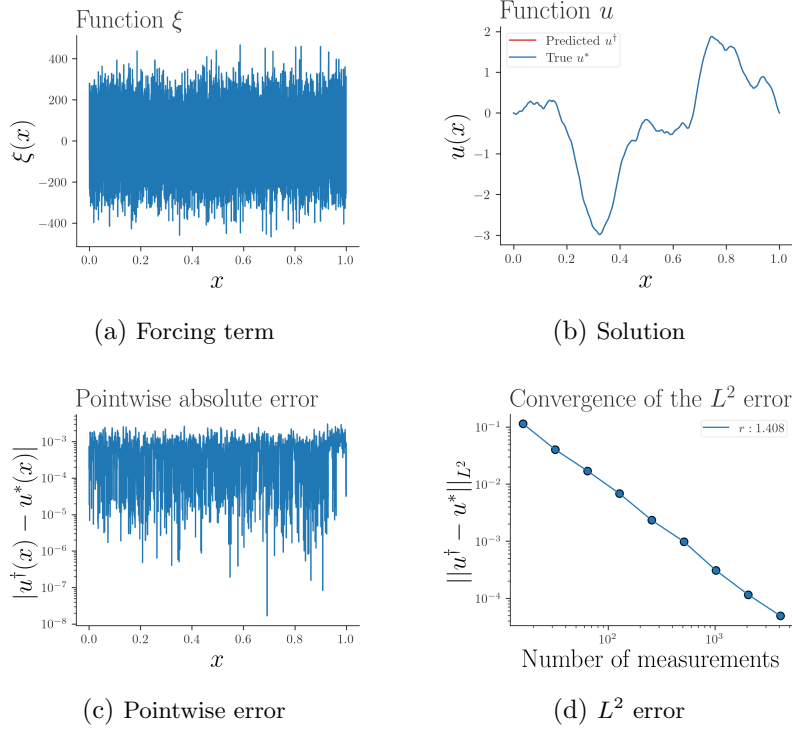 Function ξ
400
200
0
−200
−400
ξ(x)
0.0 0.2 0.4 0.6 0.8 1.0
x
(a) Forcing term
Function u
Predicted u†
True u*
2
1
0
−1
−2
−3
u(x)
0.0 0.2 0.4 0.6 0.8 1.0
x
(b) Solution
Pointwise absolute error
10⁻³
10⁻⁴
10⁻⁵
10⁻⁶
10⁻⁷
10⁻⁸
|u†(x) − u*(x)|
0.0 0.2 0.4 0.6 0.8 1.0
x
(c) Pointwise error
Convergence of the L² error
r : 1.408
10⁻¹
10⁻²
10⁻³
10⁻⁴
||u† − u*||L²
10² 10³
Number of measurements
(d) L² error